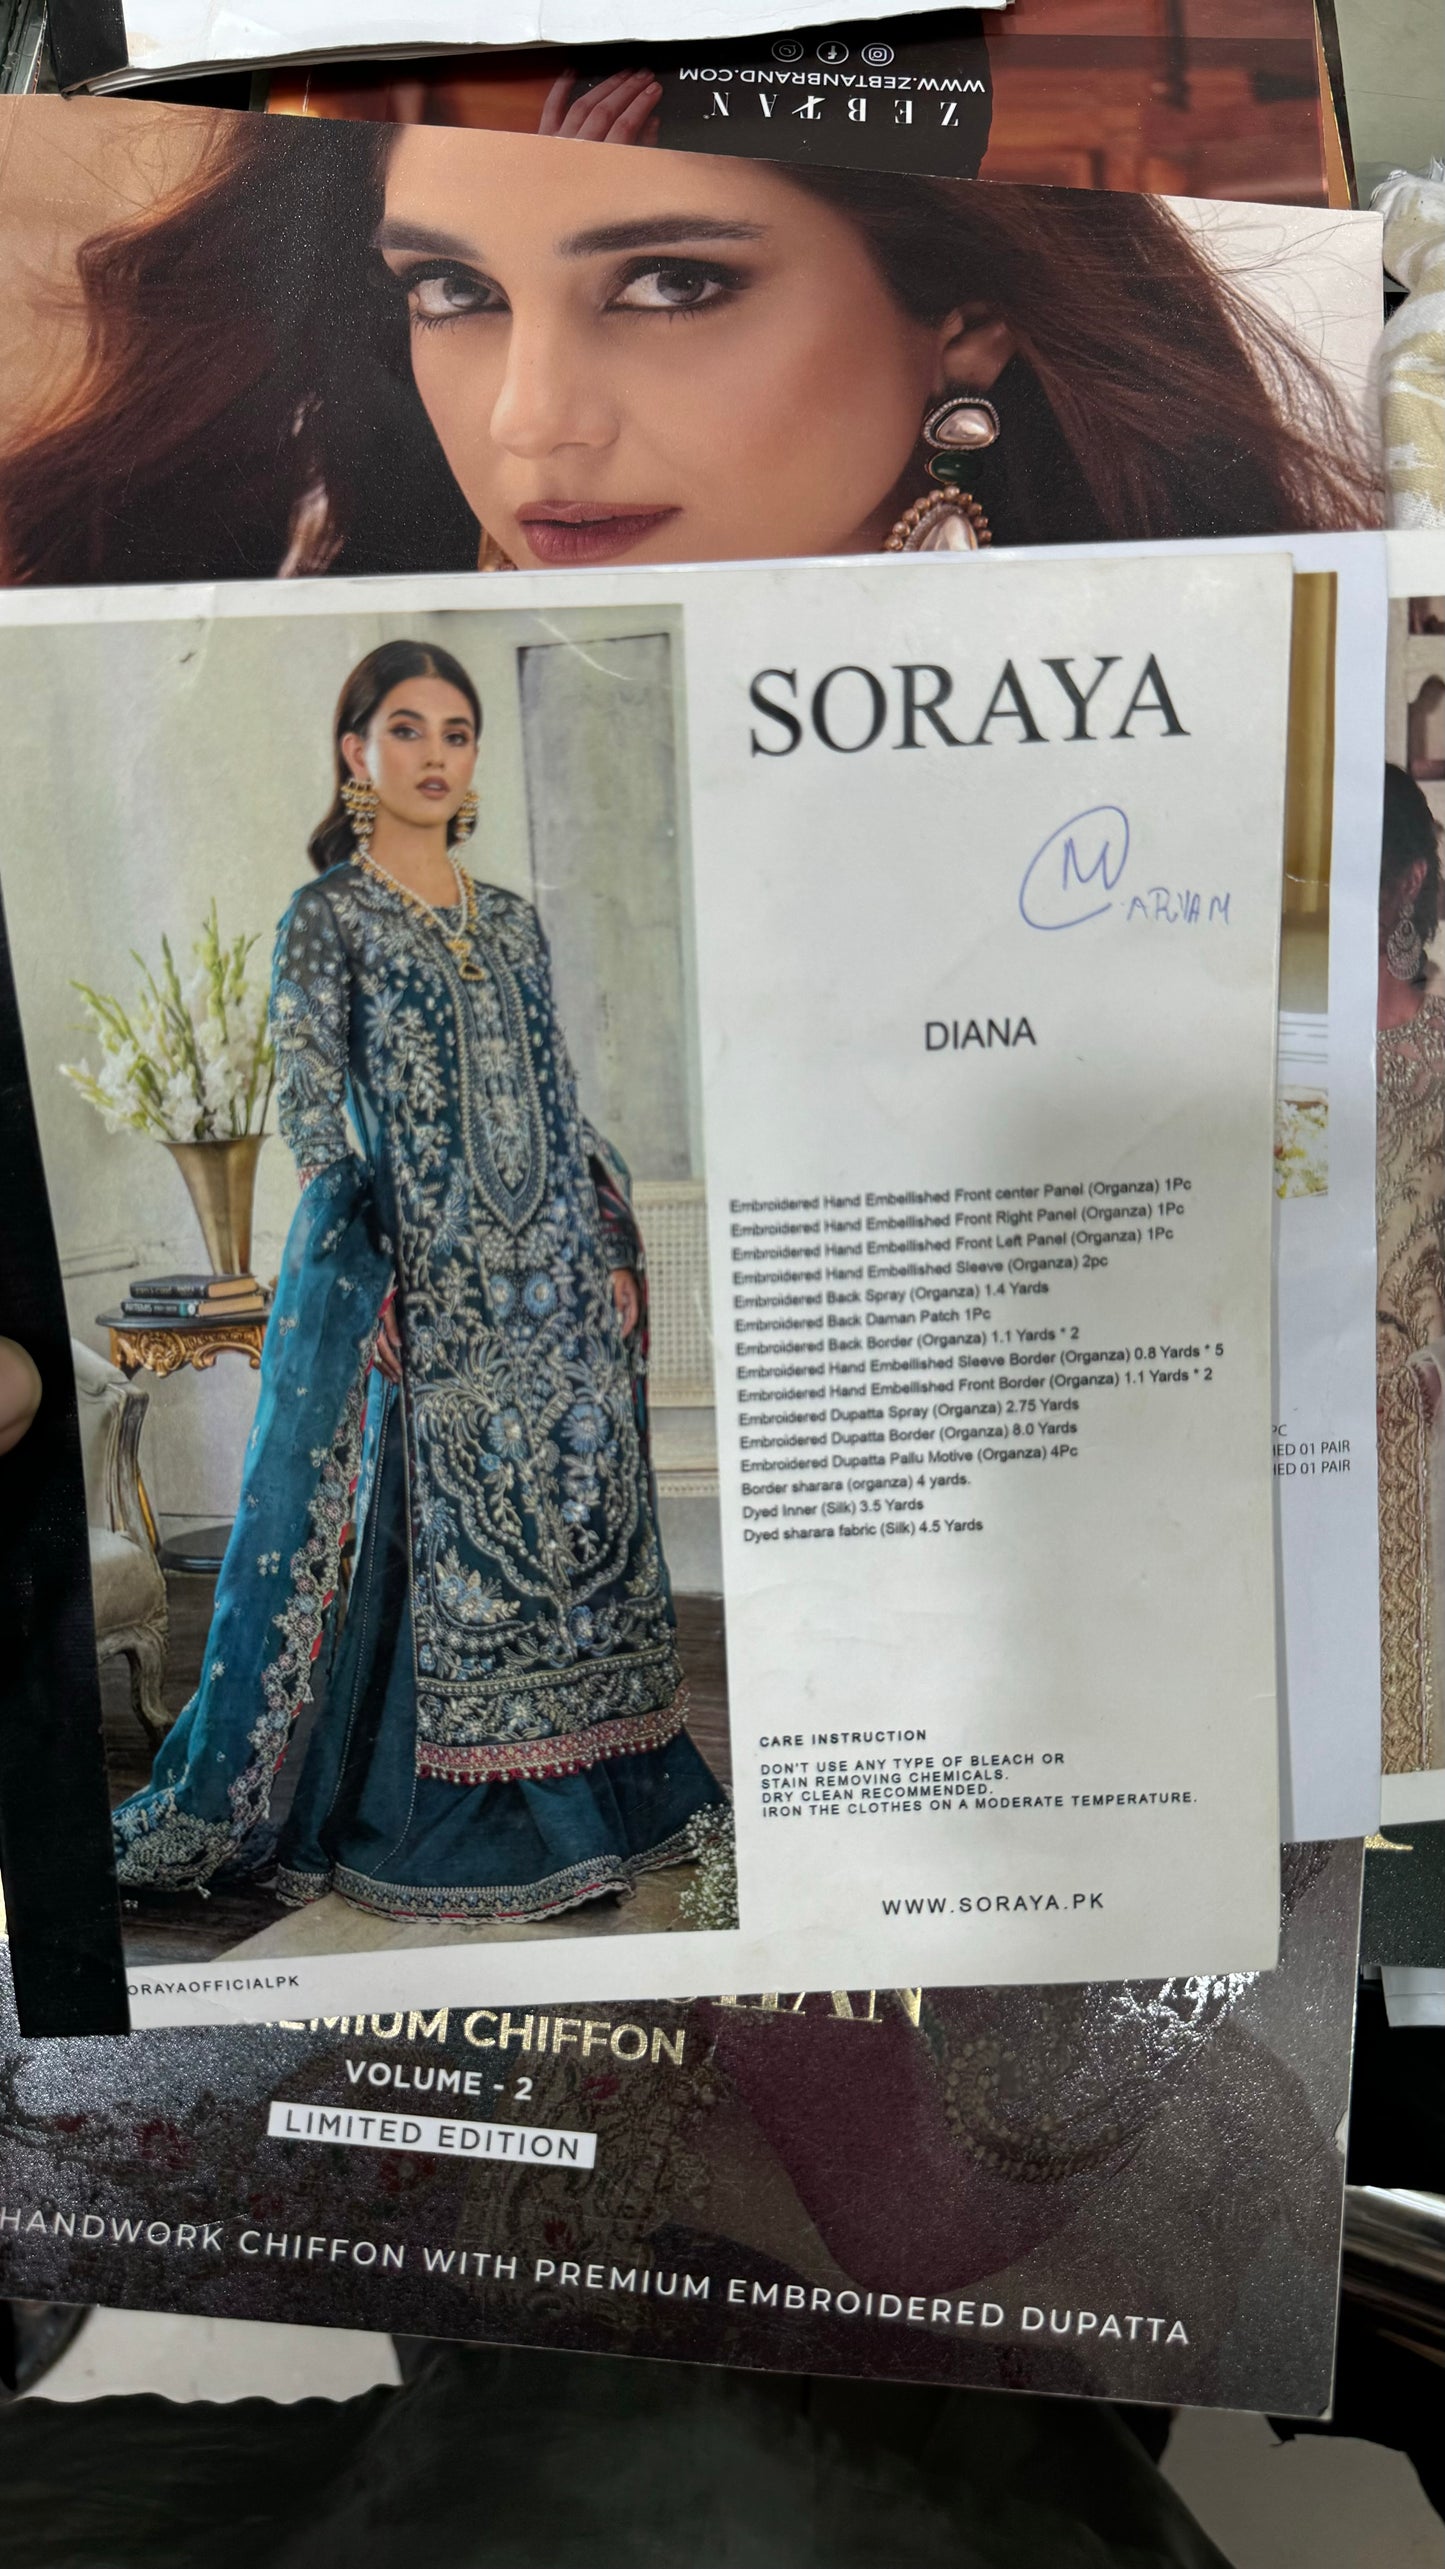 WWW.ZEBTANBRAND.COM
ZEBTAN
SORAYA
MARYAM
DIANA
Embroidered Hand Embellished Front center Panel (Organza) 1Pc
Embroidered Hand Embellished Front Right Panel (Organza) 1Pc
Embroidered Hand Embellished Front Left Panel (Organza) 1Pc
Embroidered Hand Embellished Sleeve (Organza) 2pc
Embroidered Back Spray (Organza) 1.4 Yards
Embroidered Back Daman Patch 1Pc
Embroidered Back Border (Organza) 1.1 Yards * 2
Embroidered Hand Embellished Sleeve Border (Organza) 0.8 Yards * 5
Embroidered Hand Embellished Front Border (Organza) 1.1 Yards * 2
Embroidered Dupatta Spray (Organza) 2.75 Yards
Embroidered Dupatta Border (Organza) 8.0 Yards
Embroidered Dupatta Pallu Motive (Organza) 4Pc
Border sharara (organza) 4 yards.
Dyed Inner (Silk) 3.5 Yards
Dyed sharara fabric (Silk) 4.5 Yards
PC
HED 01 PAIR
HED 01 PAIR
CARE INSTRUCTION
DON'T USE ANY TYPE OF BLEACH OR
STAIN REMOVING CHEMICALS.
DRY CLEAN RECOMMENDED.
IRON THE CLOTHES ON A MODERATE TEMPERATURE.
WWW.SORAYA.PK
ORAYAOFFICIALPK
EMIUM CHIFFON
VOLUME - 2
LIMITED EDITION
HANDWORK CHIFFON WITH PREMIUM EMBROIDERED DUPATTA